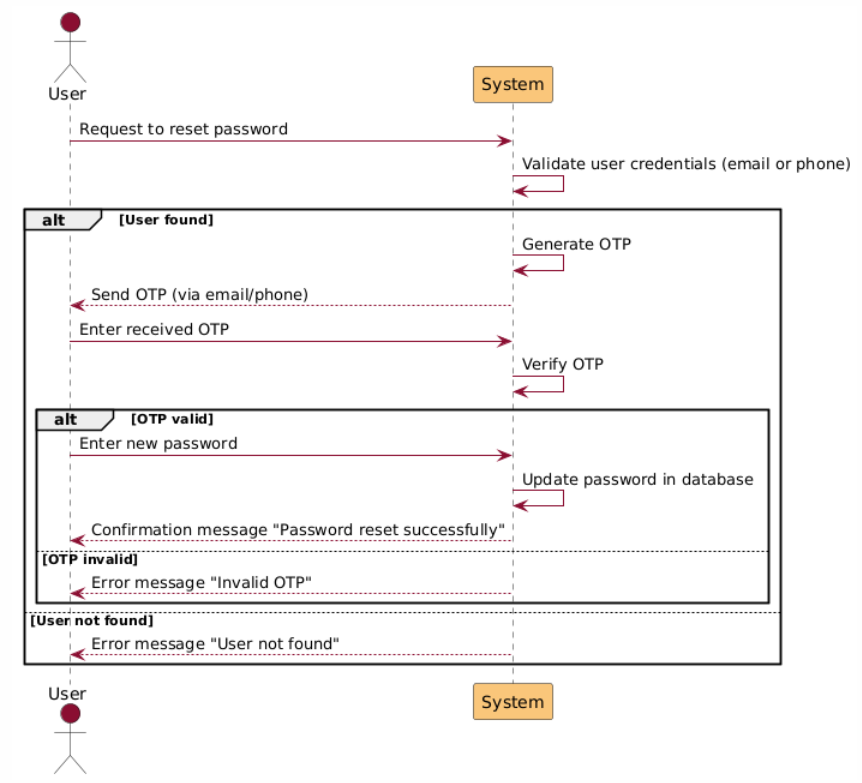 User
System
Request to reset password
Validate user credentials (email or phone)
alt [User found]
Generate OTP
Send OTP (via email/phone)
Enter received OTP
Verify OTP
alt [OTP valid]
Enter new password
Update password in database
Confirmation message "Password reset successfully"
[OTP invalid]
Error message "Invalid OTP"
[User not found]
Error message "User not found"
User
System